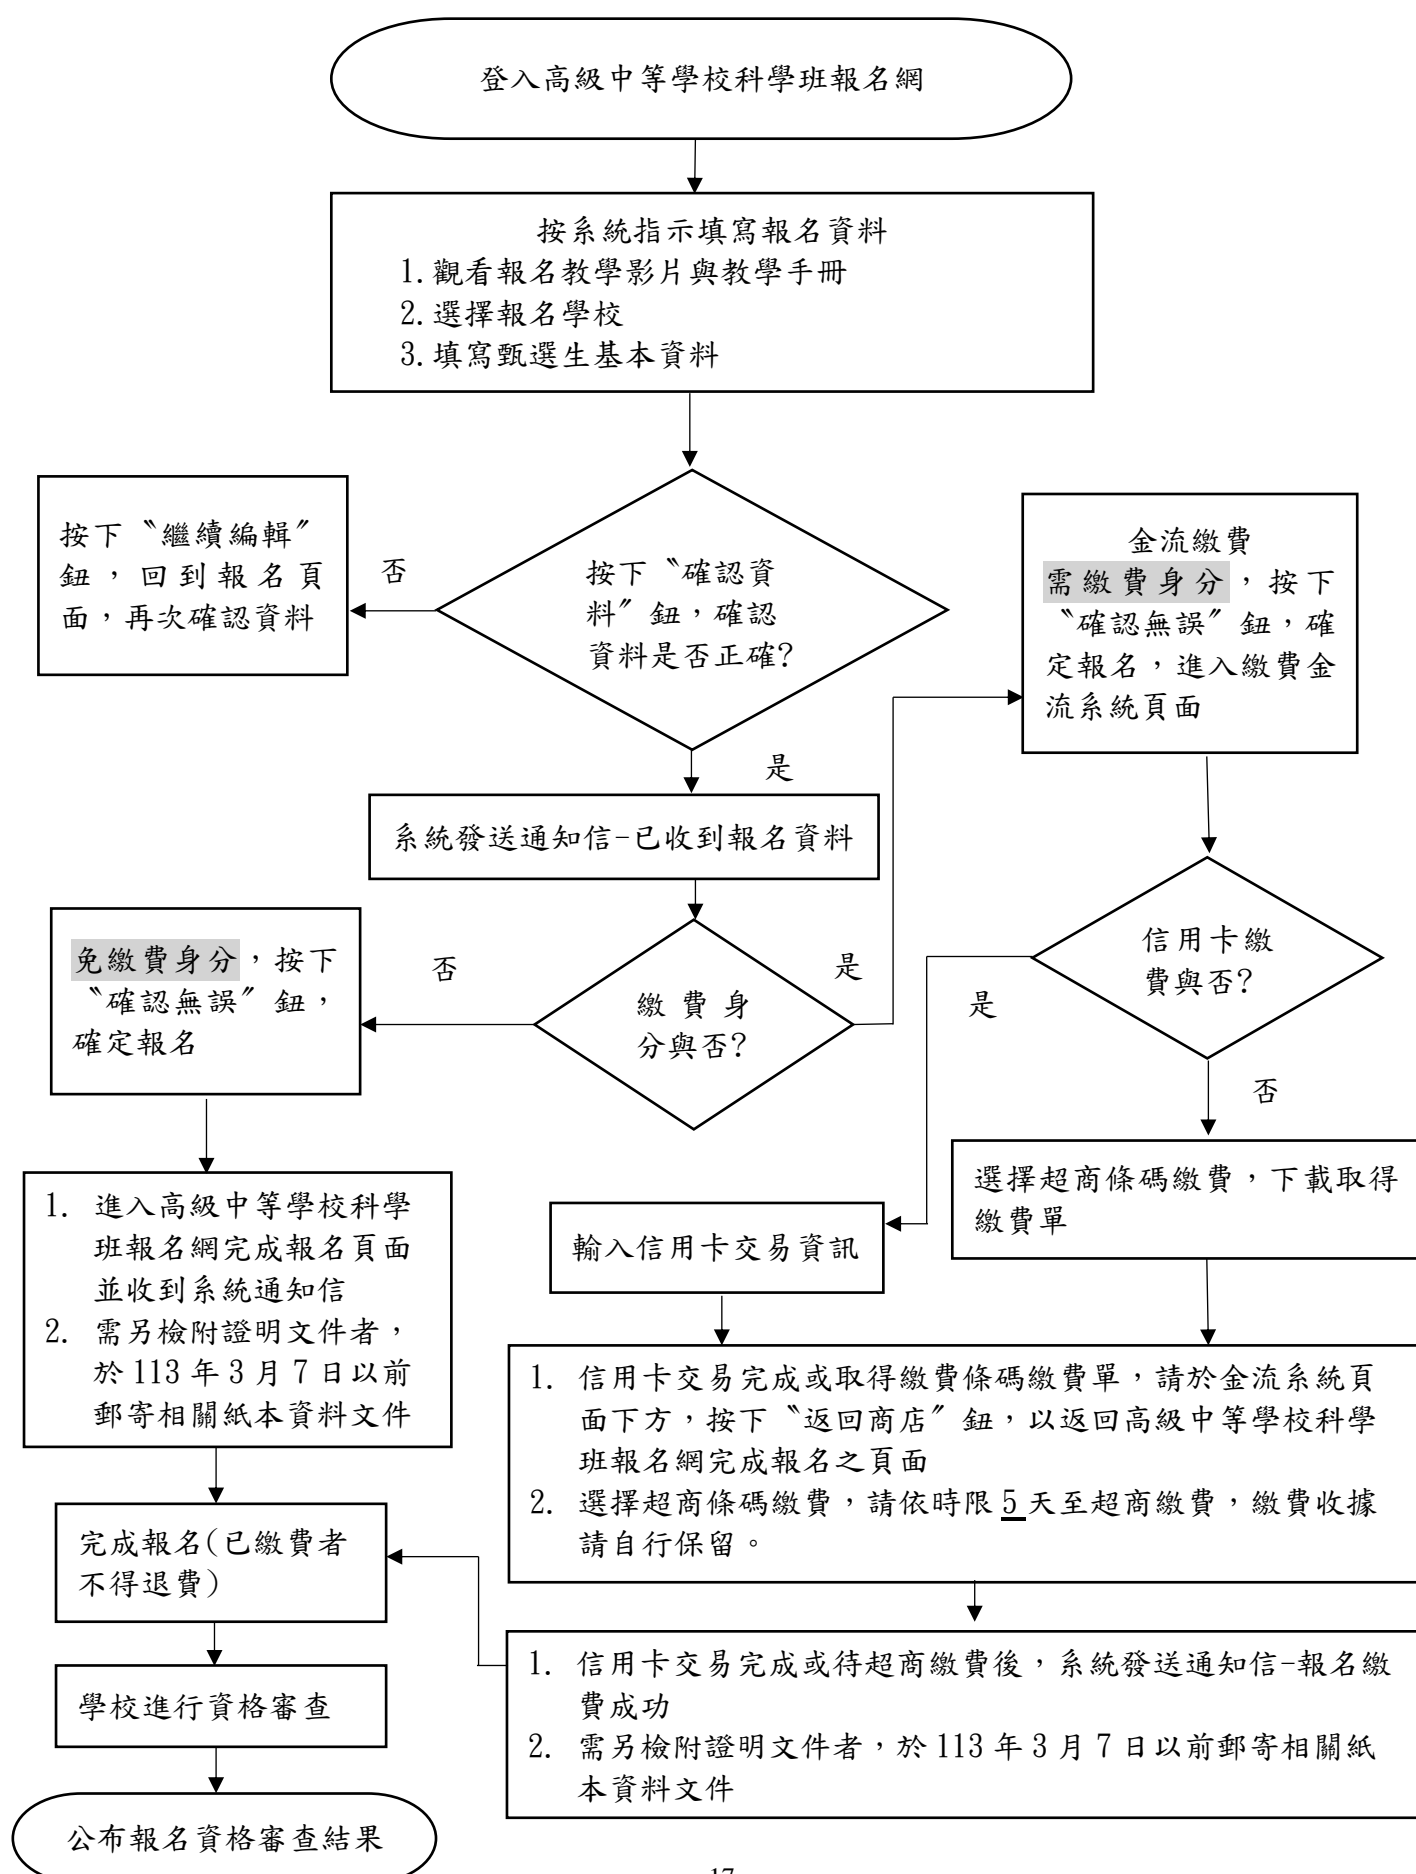 登入高級中等學校科學班報名網
按系統指示填寫報名資料
1.觀看報名教學影片與教學手冊
2.選擇報名學校
3.填寫甄選生基本資料
按下〝繼續編輯〞
鈕，回到報名頁
面，再次確認資料
否
按下〝確認資
料〞鈕，確認
資料是否正確?
金流繳費
需繳費身分，按下
〝確認無誤〞鈕，確
定報名，進入繳費金
流系統頁面
是
系統發送通知信-已收到報名資料
免繳費身分，按下
〝確認無誤〞鈕，
確定報名
否
繳費身
分與否?
是
信用卡繳
費與否?
是
否
選擇超商條碼繳費，下載取得
繳費單
輸入信用卡交易資訊
1. 進入高級中等學校科學
班報名網完成報名頁面
並收到系統通知信
2. 需另檢附證明文件者，
於113年3月7日以前
郵寄相關紙本資料文件
1. 信用卡交易完成或取得繳費條碼繳費單，請於金流系統頁
面下方，按下〝返回商店〞鈕，以返回高級中等學校科學
班報名網完成報名之頁面
2. 選擇超商條碼繳費，請依時限5天至超商繳費，繳費收據
請自行保留。
完成報名(已繳費者
不得退費)
1. 信用卡交易完成或待超商繳費後，系統發送通知信-報名繳
費成功
2. 需另檢附證明文件者，於113年3月7日以前郵寄相關紙
本資料文件
學校進行資格審查
公布報名資格審查結果
17